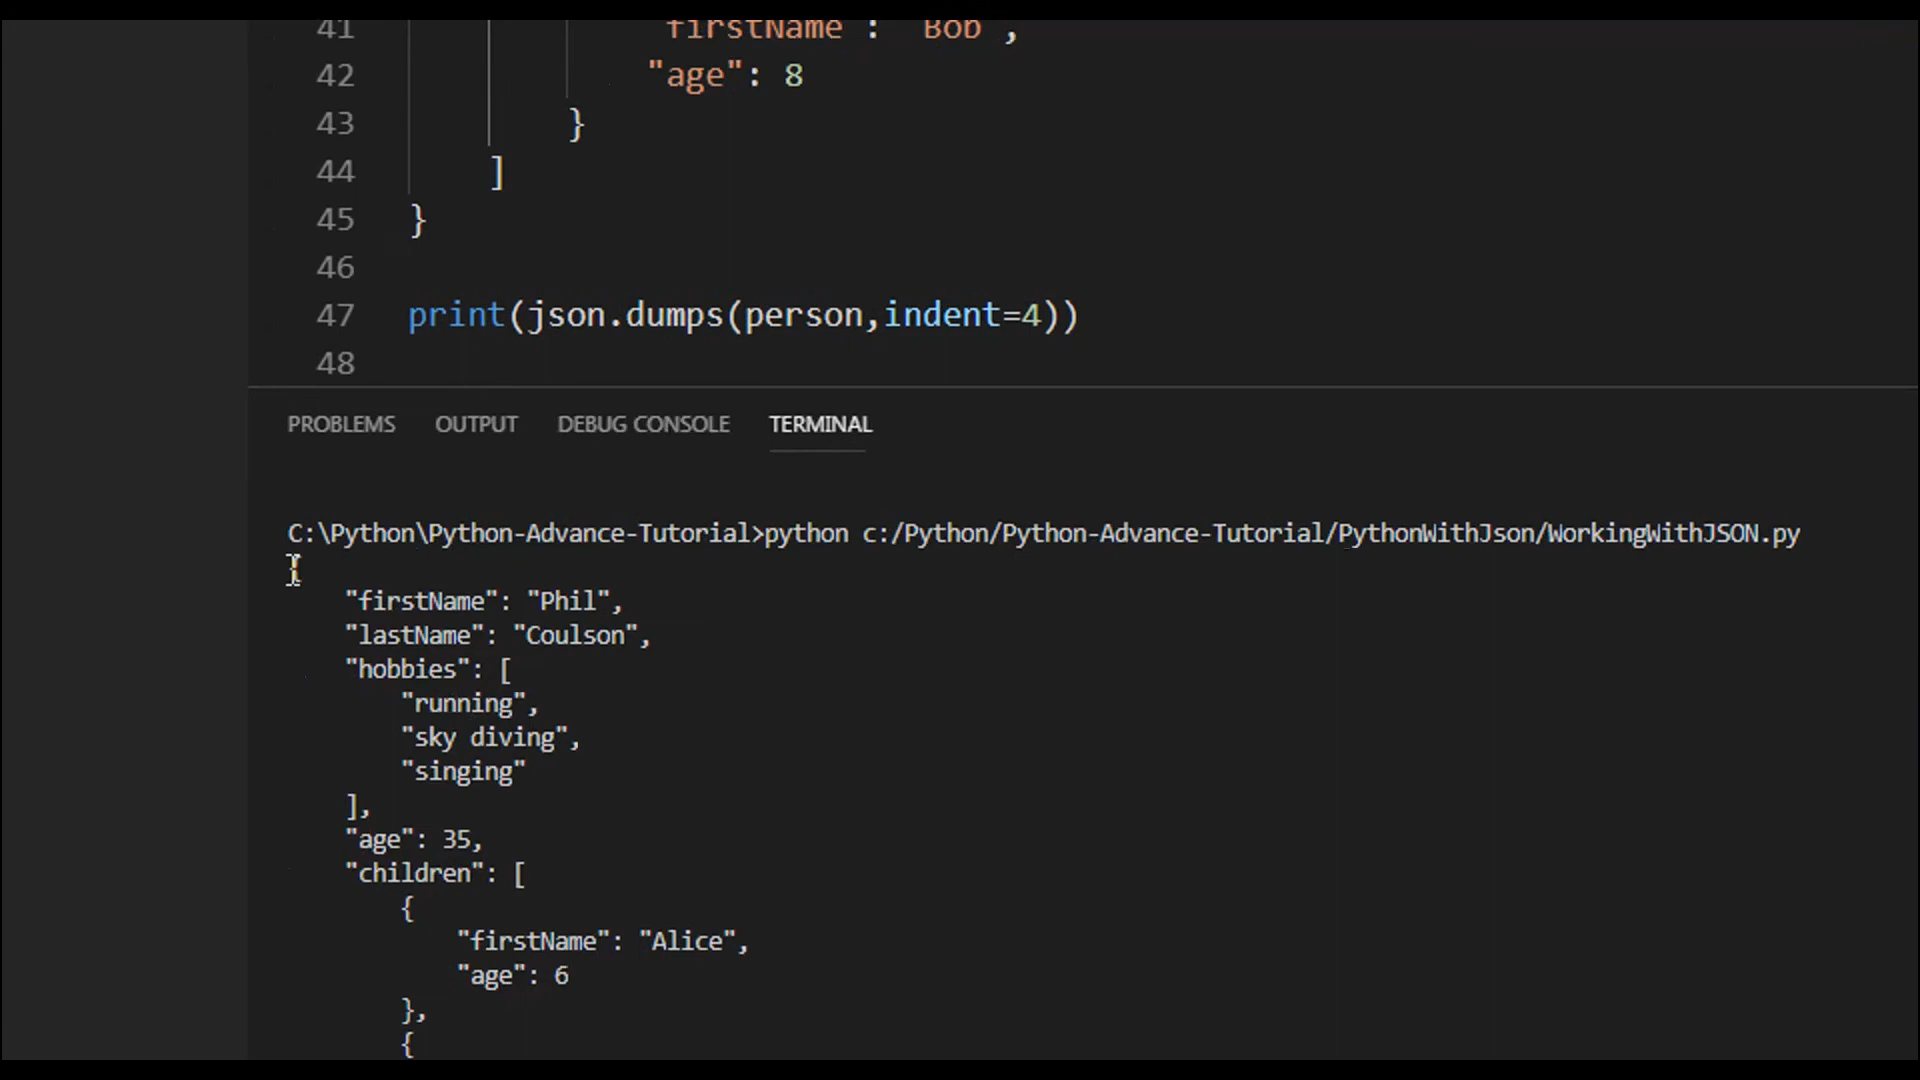 41 firstName : Bob ,
42 "age": 8
43 }
44 ]
45 }
46
47 print(json.dumps(person,indent=4))
48
PROBLEMS OUTPUT DEBUG CONSOLE TERMINAL
C:\Python\Python-Advance-Tutorial>python c:/Python/Python-Advance-Tutorial/PythonWithJson/WorkingWithJSON.py
{
"firstName": "Phil",
"lastName": "Coulson",
"hobbies": [
"running",
"sky diving",
"singing"
],
"age": 35,
"children": [
{
"firstName": "Alice",
"age": 6
},
{